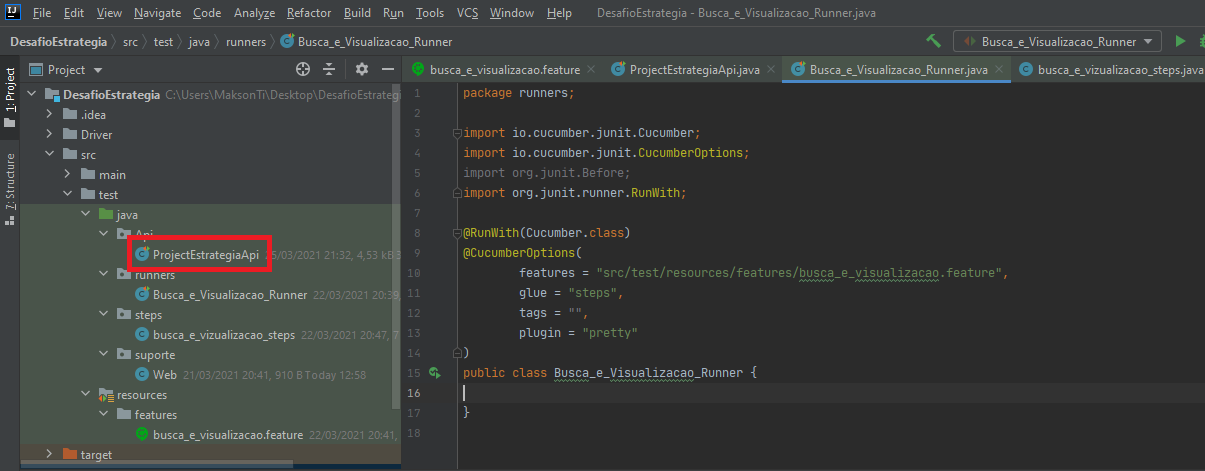 File Edit View Navigate Code Analyze Refactor Build Run Tools VCS Window Help DesafioEstrategia - Busca_e_Visualizacao_Runner.java
DesafioEstrategia src test java runners Busca_e_Visualizacao_Runner Busca_e_Visualizacao_Runner
1: Project
7: Structure
Project
DesafioEstrategia C:\Users\MaksonTi\Desktop\DesafioEstrateg
.idea
Driver
src
main
test
java
Api
ProjectEstrategiaApi 25/03/2021 21:32, 4,53 kB 3
runners
Busca_e_Visualizacao_Runner 22/03/2021 20:39,
steps
busca_e_vizualizacao_steps 22/03/2021 20:47, 7
suporte
Web 21/03/2021 20:41, 910 B Today 12:58
resources
features
busca_e_visualizacao.feature 22/03/2021 20:41,
target
busca_e_visualizacao.feature ProjectEstrategiaApi.java Busca_e_Visualizacao_Runner.java busca_e_vizualizacao_steps.java
1 package runners;
2
3 import io.cucumber.junit.Cucumber;
4 import io.cucumber.junit.CucumberOptions;
5 import org.junit.Before;
6 import org.junit.runner.RunWith;
7
8 @RunWith(Cucumber.class)
9 @CucumberOptions(
10 features = "src/test/resources/features/busca_e_visualizacao.feature",
11 glue = "steps",
12 tags = "",
13 plugin = "pretty"
14 )
15 public class Busca_e_Visualizacao_Runner {
16
17 }
18